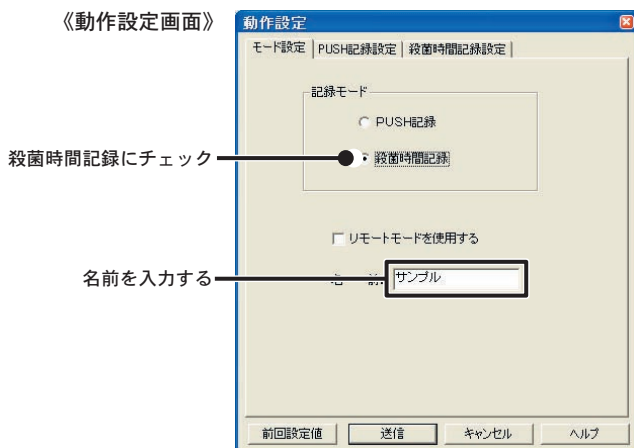 《動作設定画面》
動作設定
モード設定 PUSH記録設定 殺菌時間記録設定
記録モード
PUSH記録
殺菌時間記録にチェック
殺菌時間記録
リモートモードを使用する
名前を入力する
名 前: サンプル
前回設定値 送信 キャンセル ヘルプ